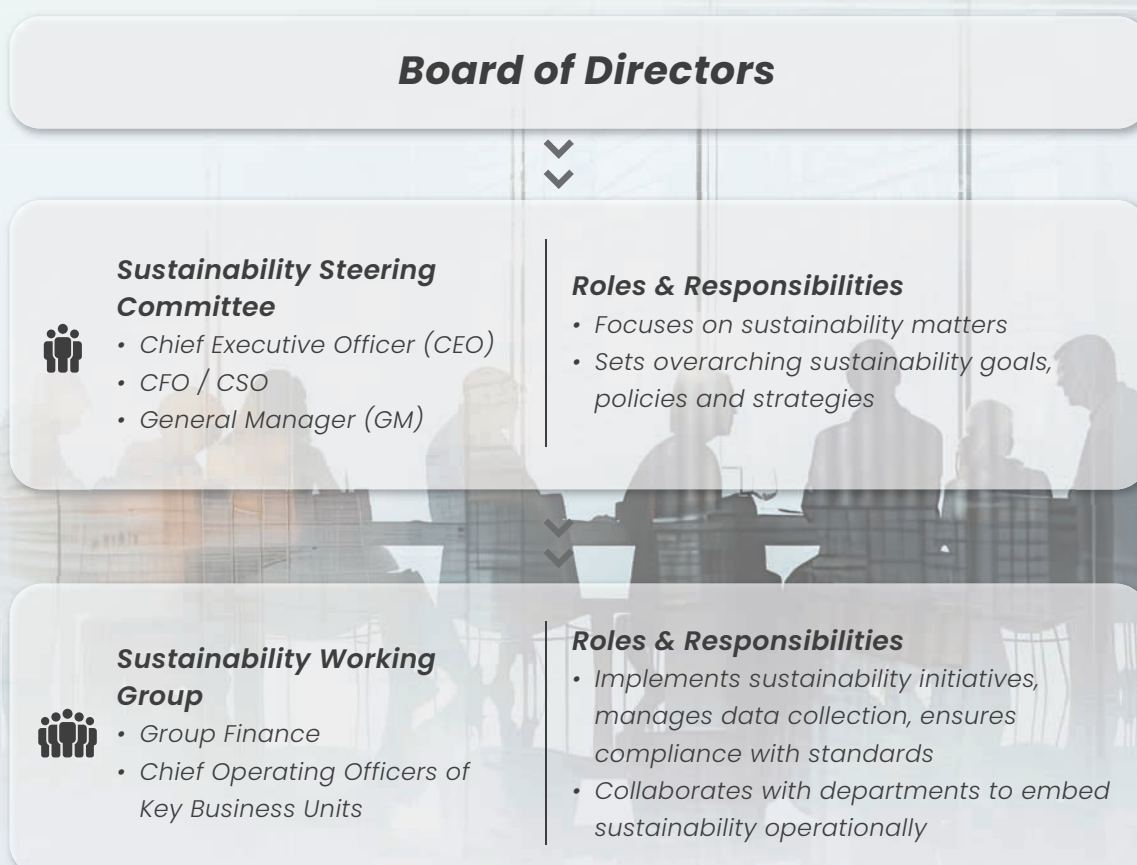 Board of Directors
Sustainability Steering
Committee
• Chief Executive Officer (CEO)
• CFO / CSO
• General Manager (GM)
Roles & Responsibilities
• Focuses on sustainability matters
• Sets overarching sustainability goals,
policies and strategies
Sustainability Working
Group
• Group Finance
• Chief Operating Officers of
Key Business Units
Roles & Responsibilities
• Implements sustainability initiatives,
manages data collection, ensures
compliance with standards
• Collaborates with departments to embed
sustainability operationally